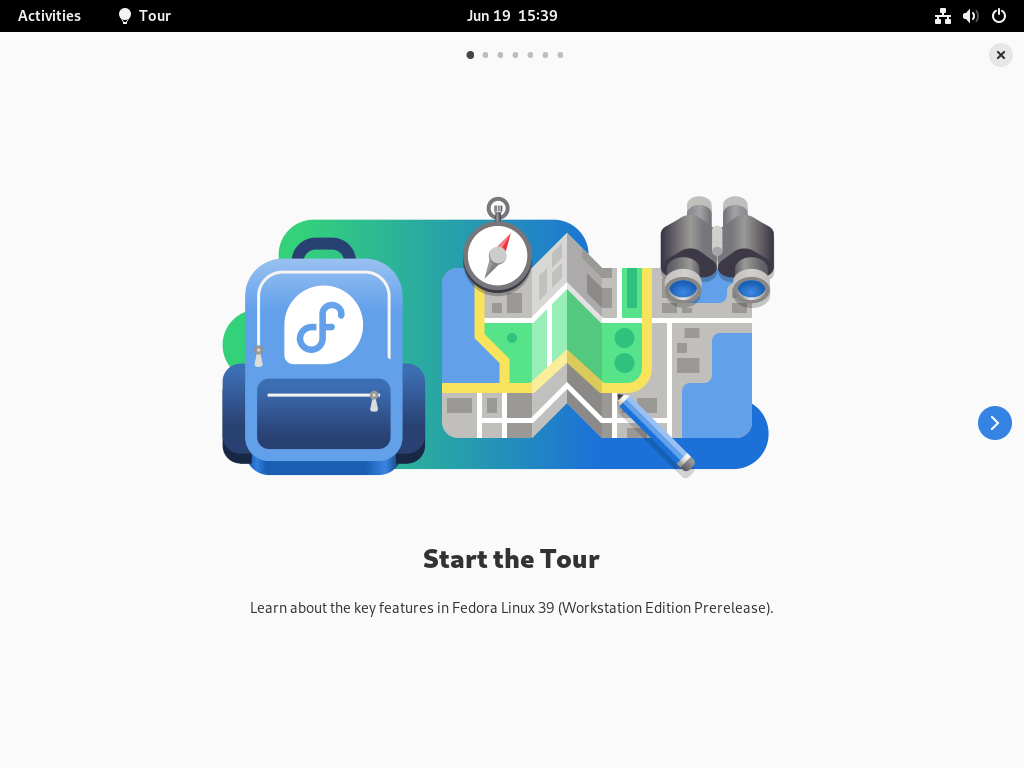 Activities Tour Jun 19 15:39
Start the Tour
Learn about the key features in Fedora Linux 39 (Workstation Edition Prerelease).